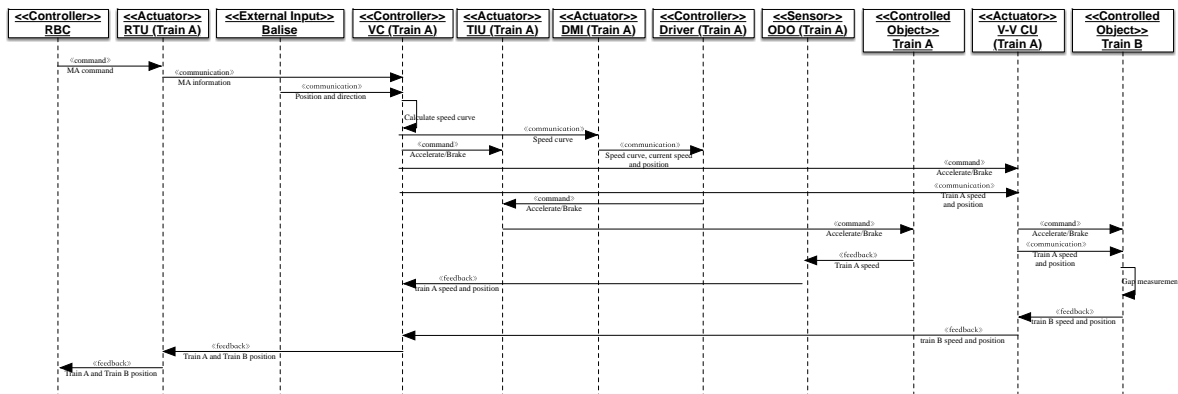 <<Controller>>
RBC
<<Actuator>>
RTU (Train A)
<<External Input>>
Balise
<<Controller>>
VC (Train A)
<<Actuator>>
TIU (Train A)
<<Actuator>>
DMI (Train A)
<<Controller>>
Driver (Train A)
<<Sensor>>
ODO (Train A)
<<Controlled
Object>>
Train A
<<Actuator>>
V-V CU
(Train A)
<<Controlled
Object>>
Train B
«command»
MA command
«communication»
MA information
«communication»
Position and direction
Calculate speed curve
«communication»
Speed curve
«command»
Accelerate/Brake
«communication»
Speed curve, current speed
and position
«command»
Accelerate/Brake
«communication»
Train A speed
and position
«command»
Accelerate/Brake
«command»
Accelerate/Brake
«command»
Accelerate/Brake
«communication»
Train A speed
and position
«feedback»
Train A speed
«feedback»
train A speed and position
Gap measuremen
«feedback»
train B speed and position
«feedback»
train B speed and position
«feedback»
Train A and Train B position
«feedback»
Train A and Train B position